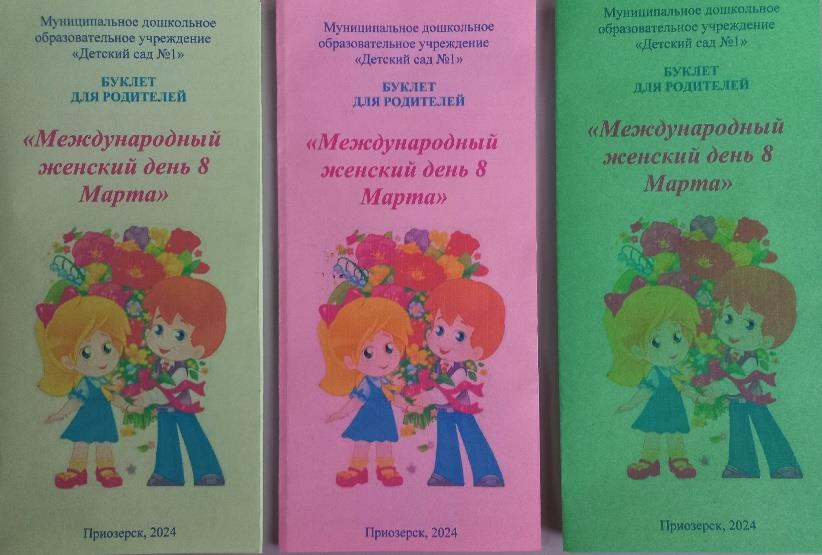 Муниципальное дошкольное
образовательное учреждение
«Детский сад №1»
БУКЛЕТ
ДЛЯ РОДИТЕЛЕЙ
«Международный
женский день 8
Марта»
Приозерск, 2024
Муниципальное дошкольное
образовательное учреждение
«Детский сад №1»
БУКЛЕТ
ДЛЯ РОДИТЕЛЕЙ
«Международный
женский день 8
Марта»
Приозерск, 2024
Муниципальное дошкольное
образовательное учреждение
«Детский сад №1»
БУКЛЕТ
ДЛЯ РОДИТЕЛЕЙ
«Международный
женский день 8
Марта»
Приозерск, 2024